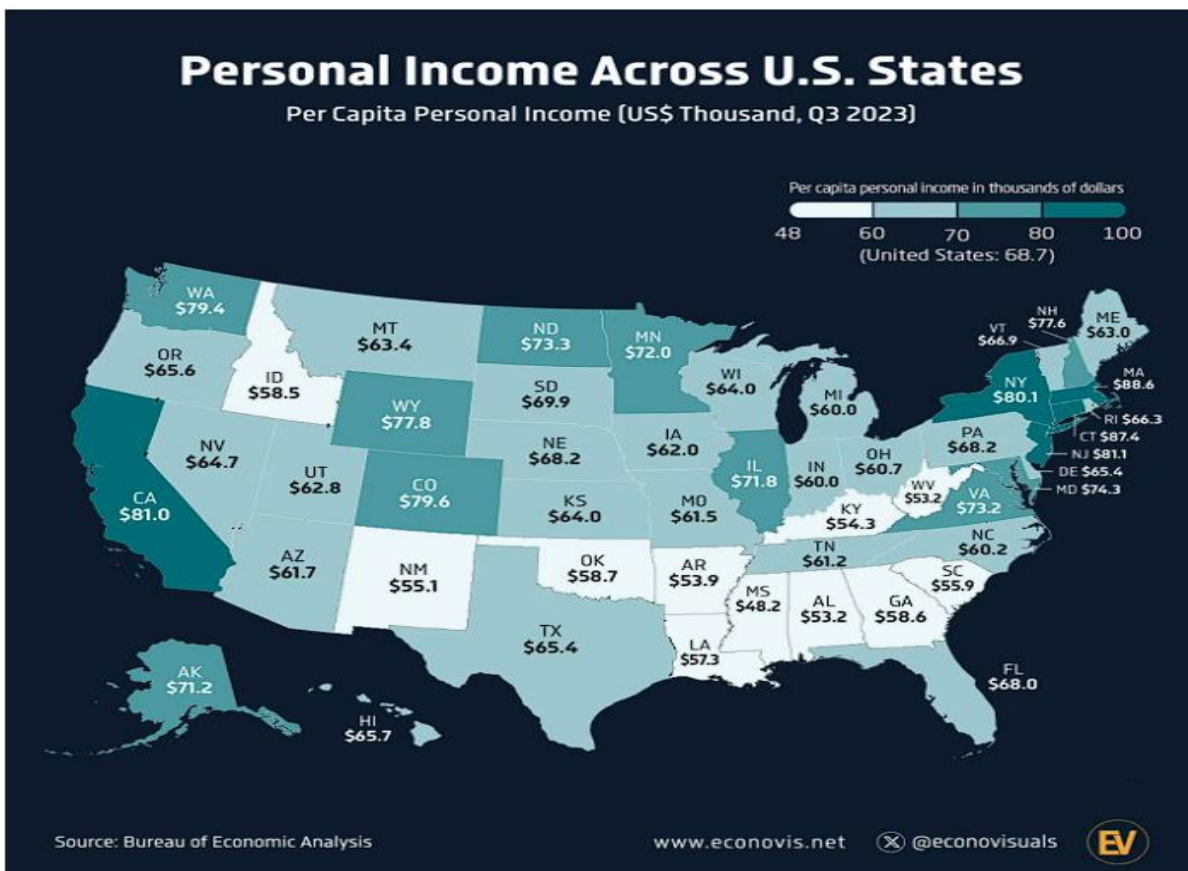 Personal Income Across U.S. States
Per Capita Personal Income (US$ Thousand, Q3 2023)
Per capita personal income in thousands of dollars
48 60 70 80 100
(United States: 68.7)
WA
$79.4
OR
$65.6
ID
$58.5
MT
$63.4
ND
$73.3
MN
$72.0
WI
$64.0
MI
$60.0
VT
$66.9
NH
$77.6
ME
$63.0
NY
$80.1
MA
$88.6
RI $66.3
CT $87.4
NJ $81.1
DE $65.4
MD $74.3
PA
$68.2
SD
$69.9
WY
$77.8
NV
$64.7
UT
$62.8
CO
$79.6
NE
$68.2
IA
$62.0
IL
$71.8
IN
$60.0
OH
$60.7
WV
$53.2
VA
$73.2
KY
$54.3
CA
$81.0
KS
$64.0
MO
$61.5
TN
$61.2
NC
$60.2
SC
$55.9
AZ
$61.7
NM
$55.1
OK
$58.7
AR
$53.9
MS
$48.2
AL
$53.2
GA
$58.6
TX
$65.4
LA
$57.3
FL
$68.0
AK
$71.2
HI
$65.7
Source: Bureau of Economic Analysis
www.econovis.net X @econovisuals EV